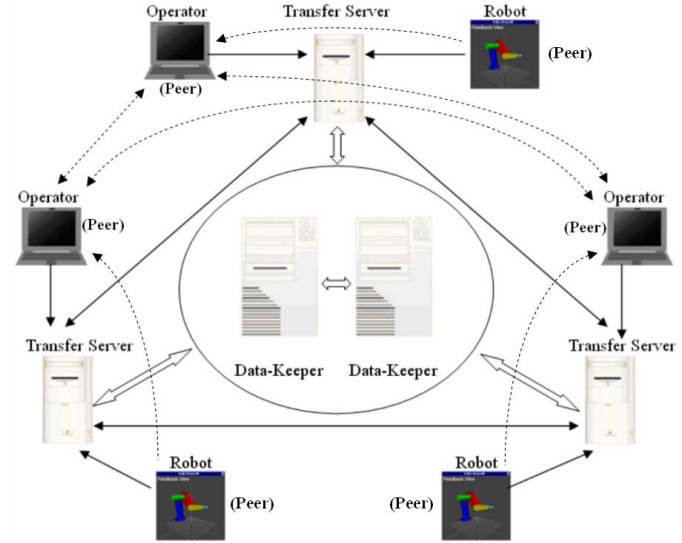 Operator
Transfer Server
Robot
(Peer)
Feedback View
(Peer)
Operator
(Peer)
Operator
(Peer)
Transfer Server
Data-Keeper
Data-Keeper
Transfer Server
Robot
Feedback View
(Peer)
Robot
Feedback View
(Peer)